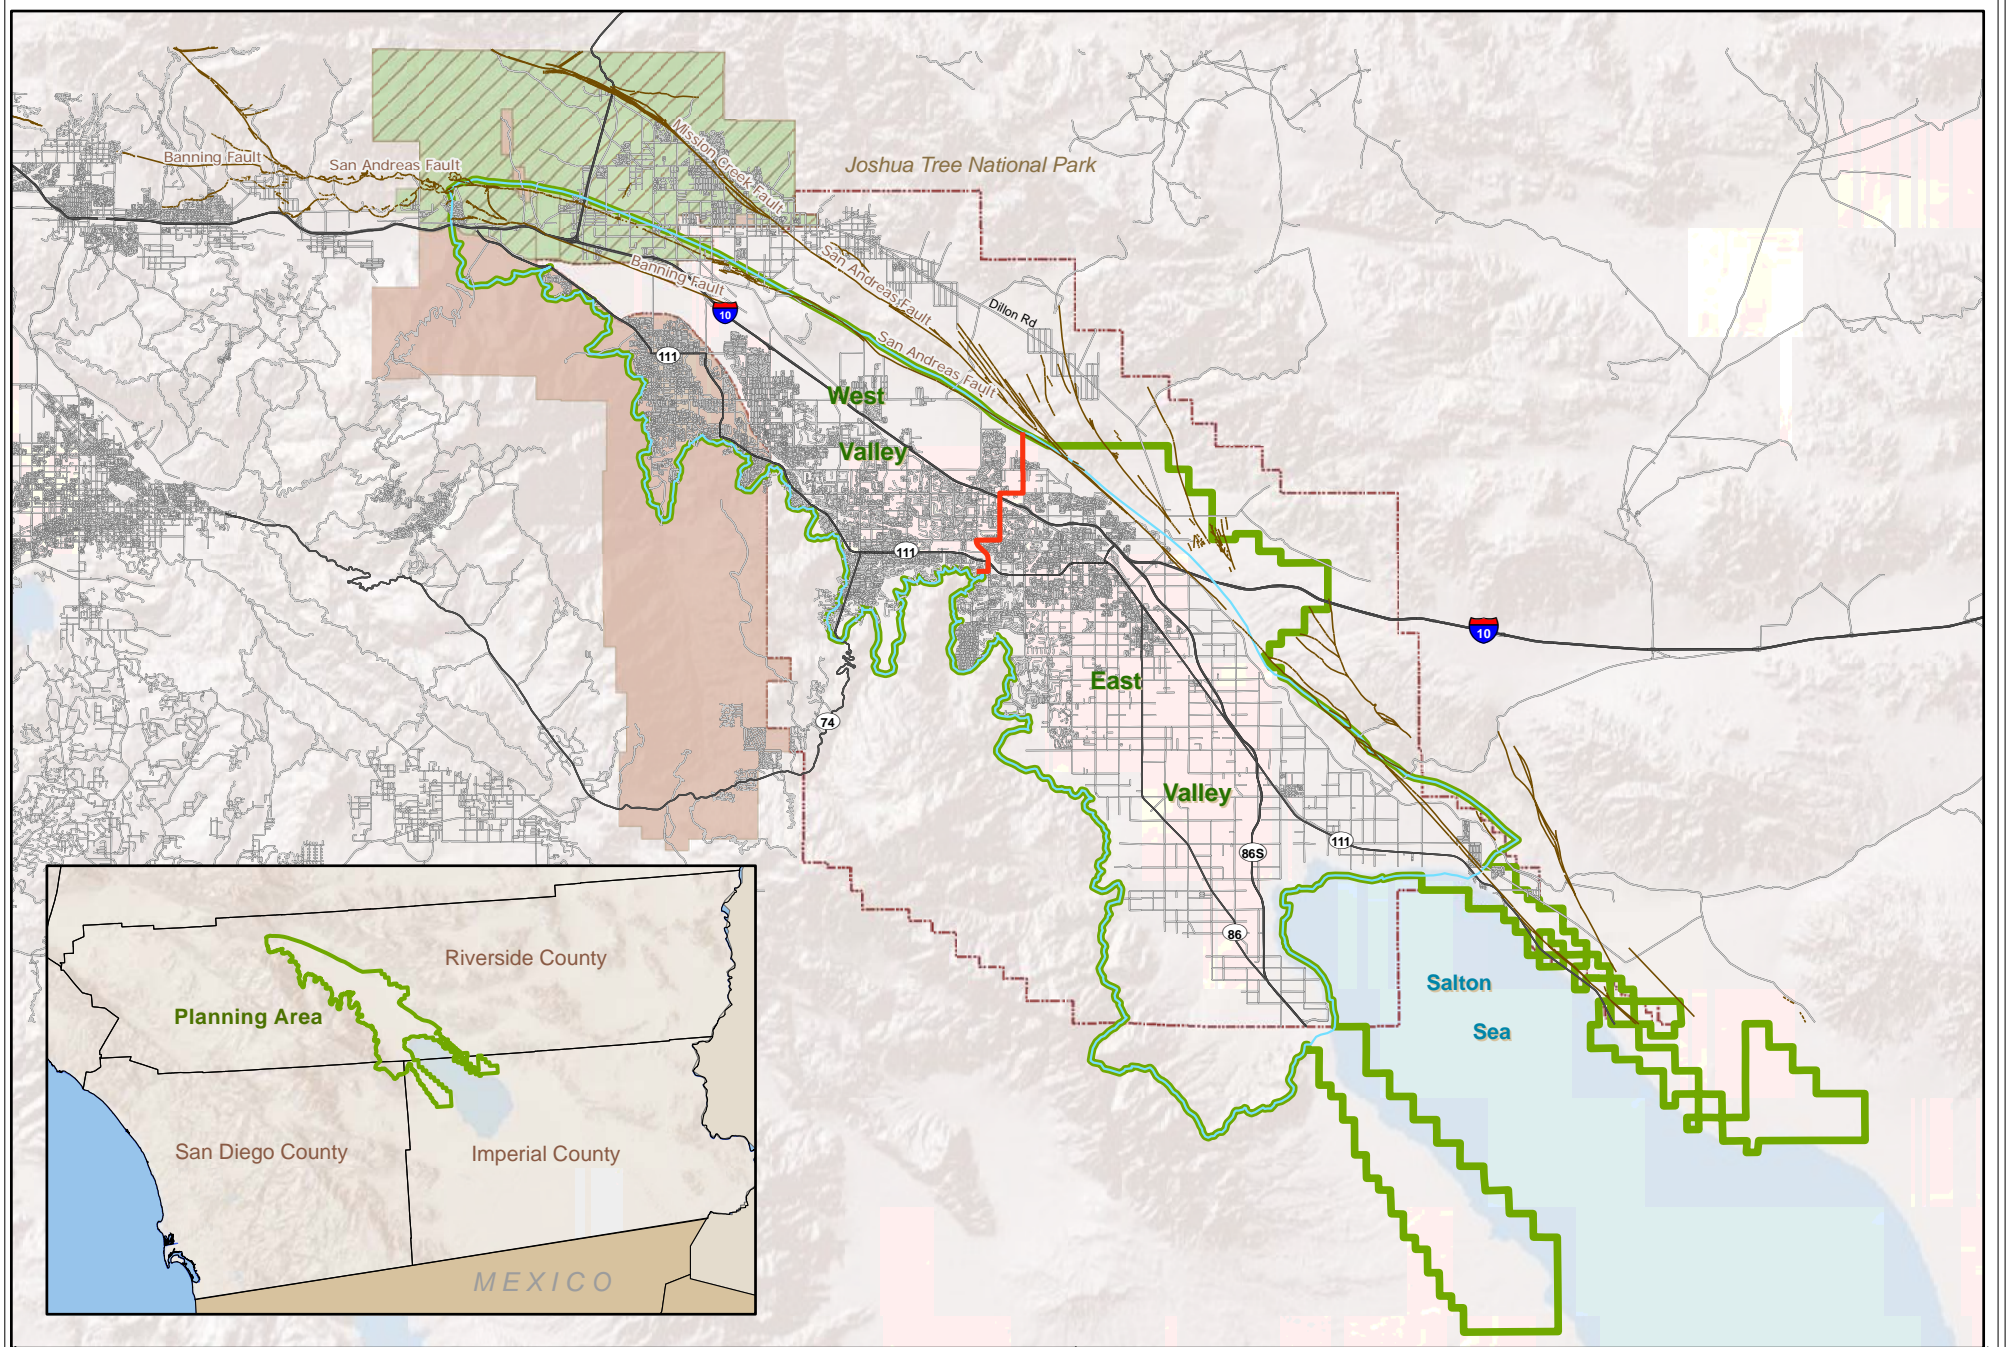 Joshua Tree National Park
Banning Fault
San Andreas Fault
Mission Creek Fault
San Andreas Fault
Banning Fault
10
Dillon Rd
San Andreas Fault
111
West
Valley
111
10
East
74
Valley
111
86S
86
Salton
Sea
Riverside County
Planning Area
San Diego County
Imperial County
MEXICO